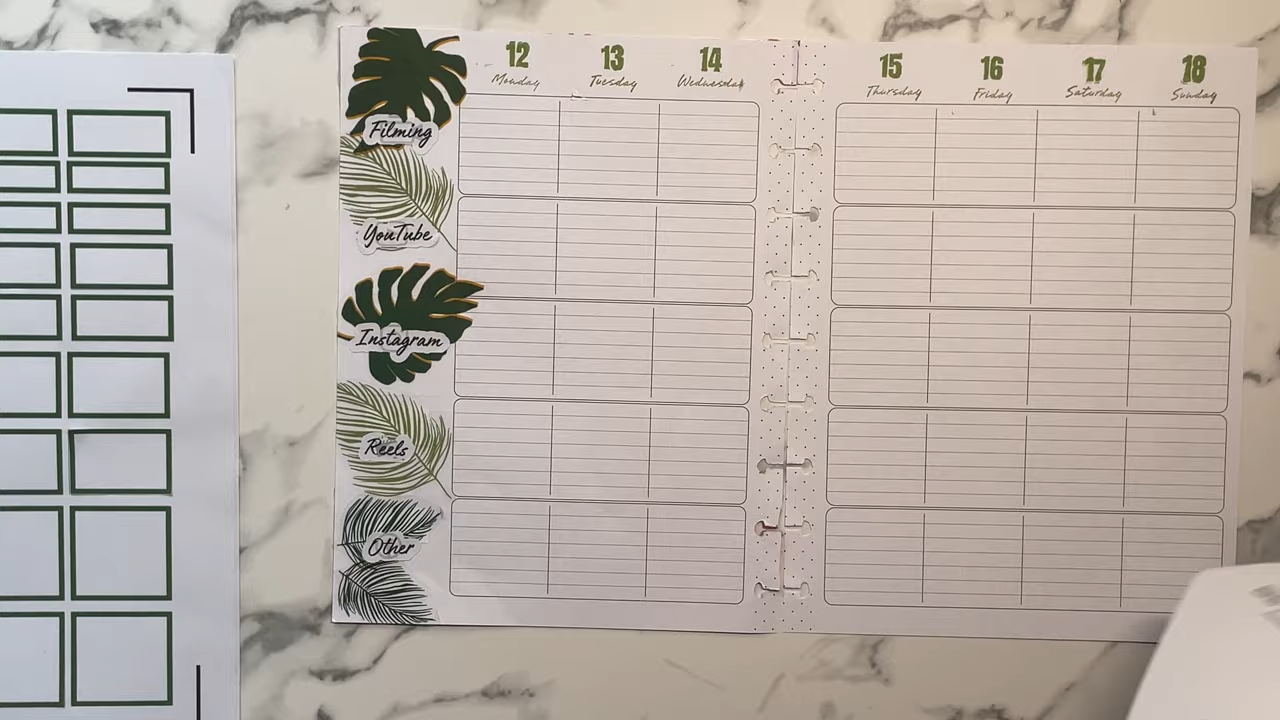 12 13 14 15 16 17 18
Monday Tuesday Wednesday Thursday Friday Saturday Sunday
Filming
YouTube
Instagram
Reels
Other